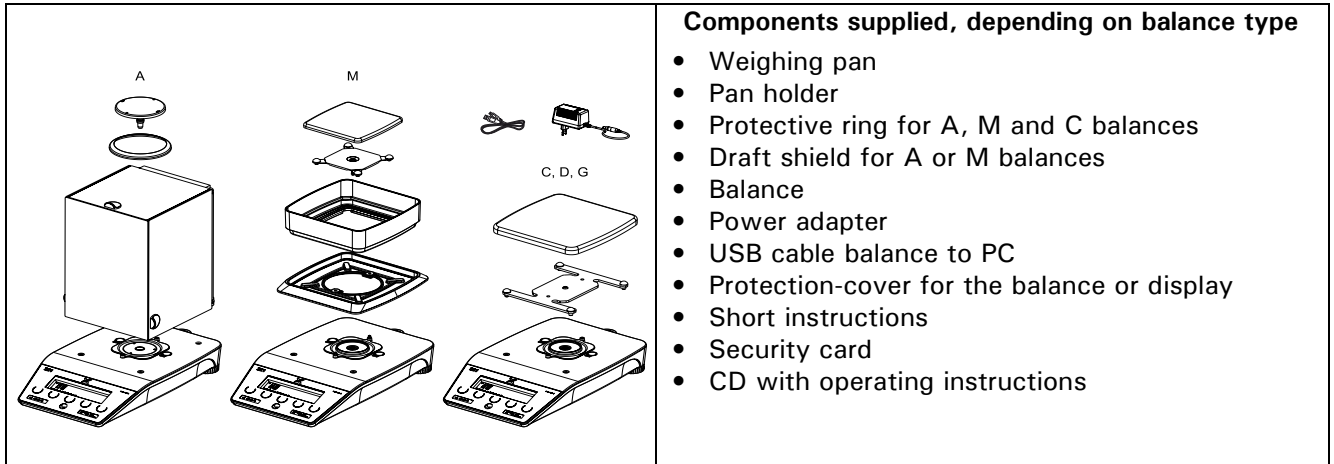 A
M
C, D, G
Components supplied, depending on balance type
• Weighing pan
• Pan holder
• Protective ring for A, M and C balances
• Draft shield for A or M balances
• Balance
• Power adapter
• USB cable balance to PC
• Protection-cover for the balance or display
• Short instructions
• Security card
• CD with operating instructions